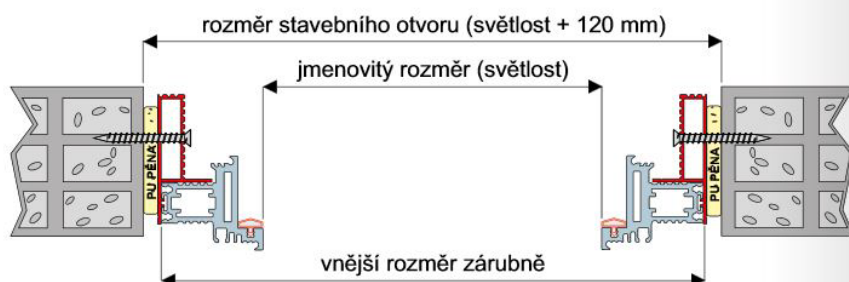 rozměr stavebního otvoru (světlost + 120 mm)
jmenovitý rozměr (světlost)
PU PĚNA
PU PĚNA
vnější rozměr zárubně